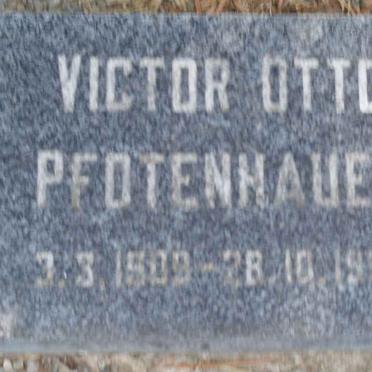 VICTOR OTTO
PFOTENHAUE
3.3.1909-28.10.19